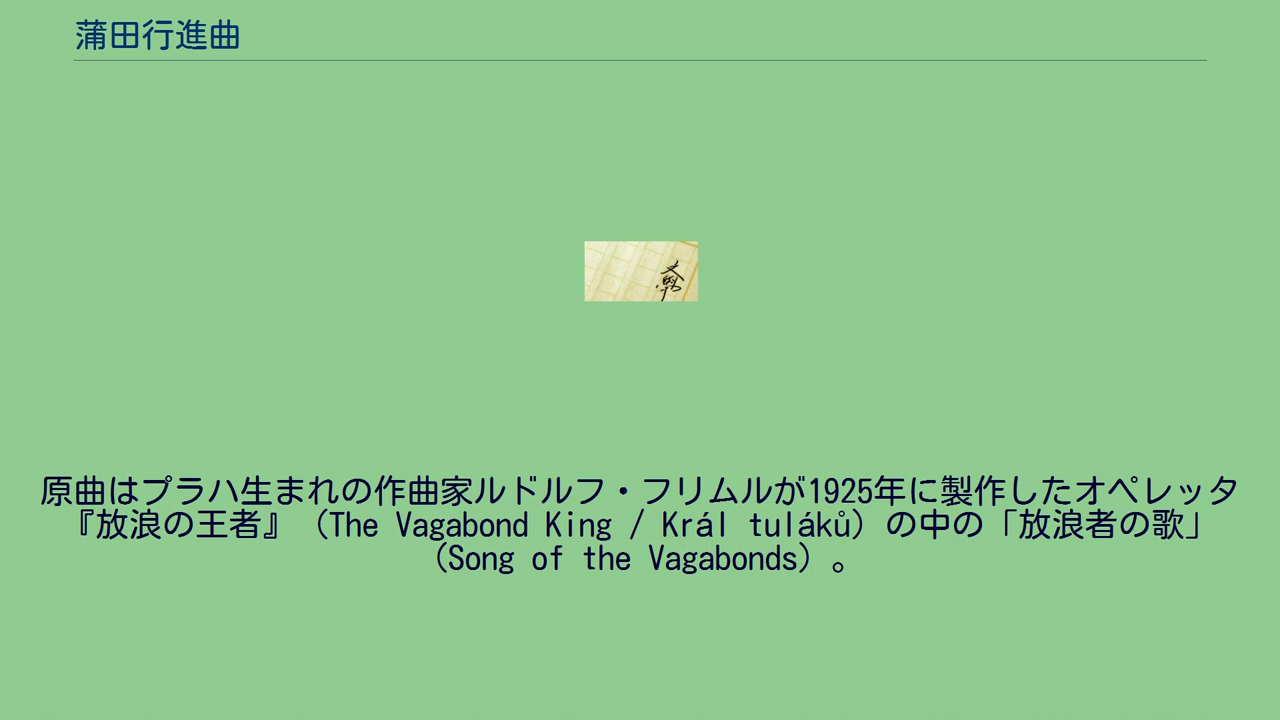 蒲田行進曲
原曲はプラハ生まれの作曲家ルドルフ・フリムルが1925年に製作したオペレッタ
『放浪の王者』（The Vagabond King / Král tuláků）の中の「放浪者の歌」
（Song of the Vagabonds）。